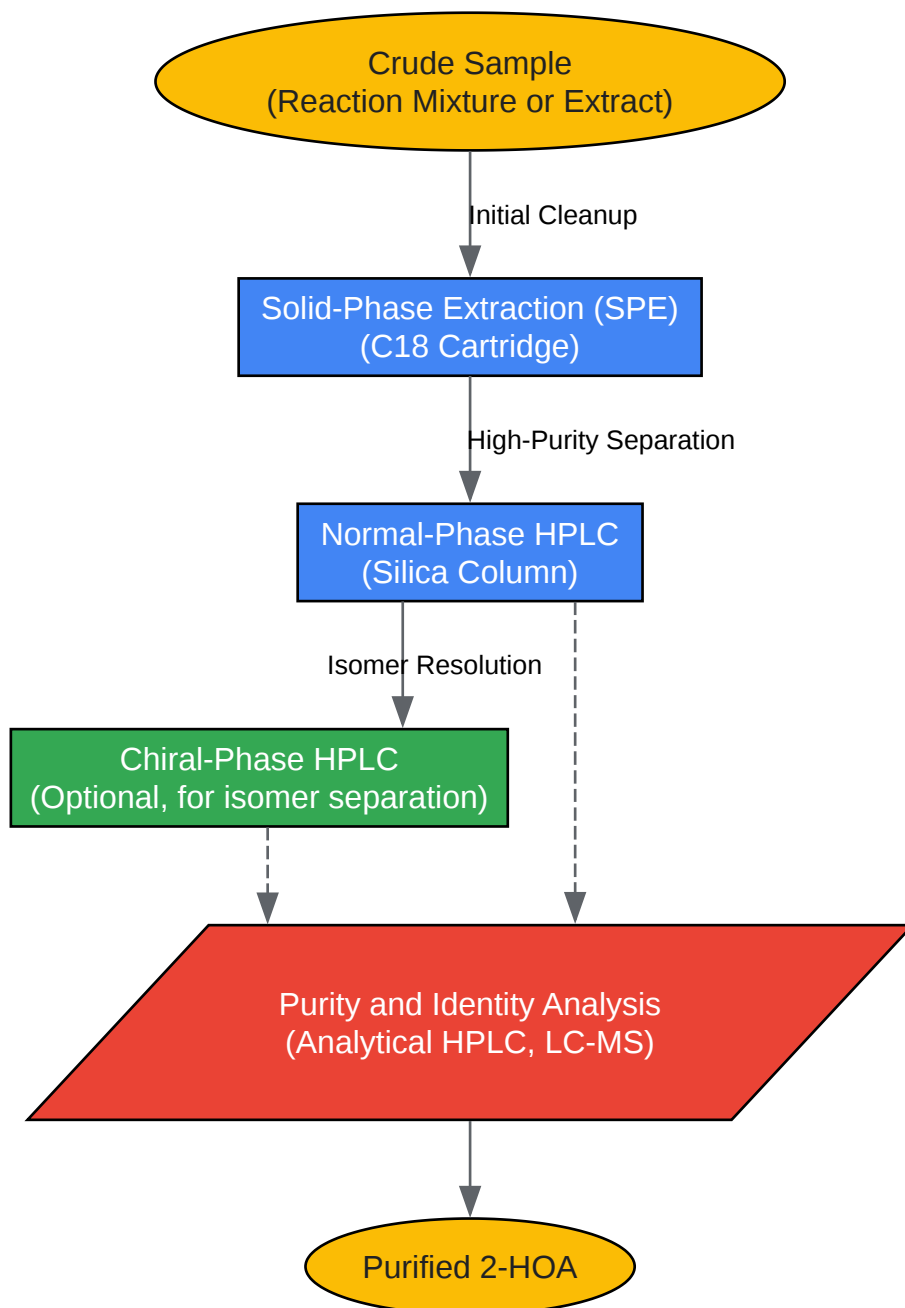 Crude Sample
(Reaction Mixture or Extract)
Initial Cleanup
Solid-Phase Extraction (SPE)
(C18 Cartridge)
High-Purity Separation
Normal-Phase HPLC
(Silica Column)
Isomer Resolution
Chiral-Phase HPLC
(Optional, for isomer separation)
Purity and Identity Analysis
(Analytical HPLC, LC-MS)
Purified 2-HOA